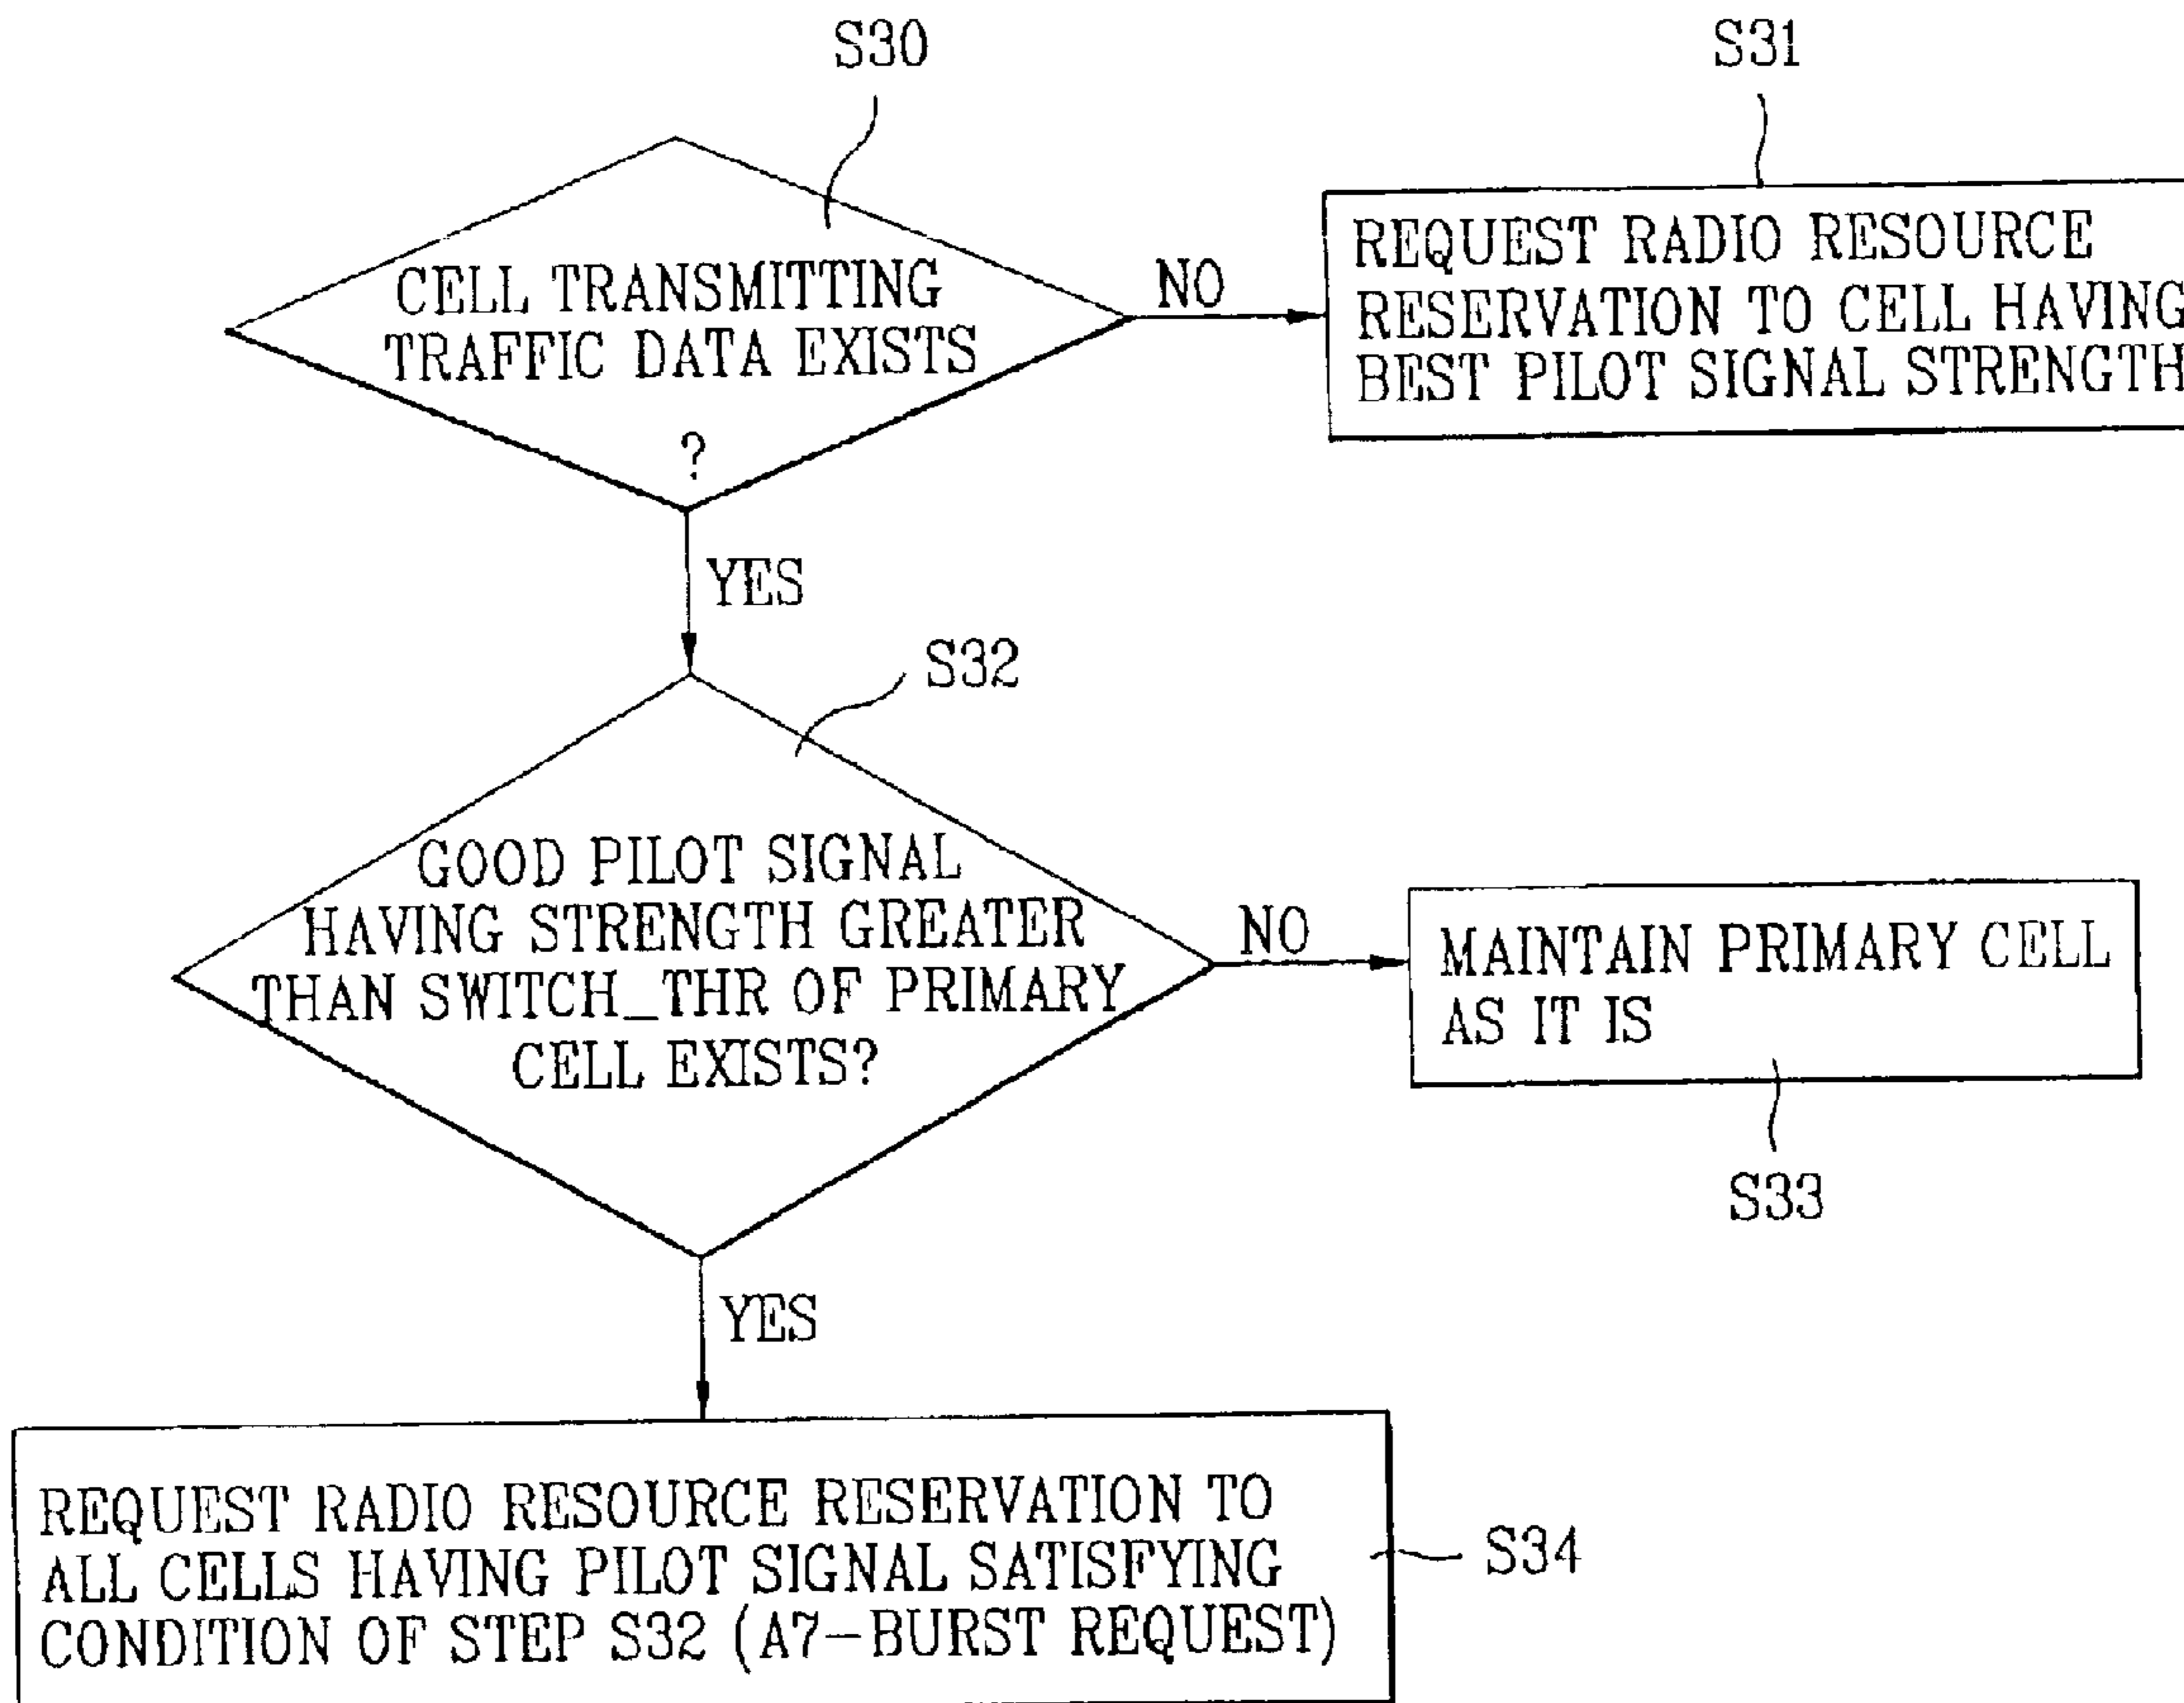 S30
S31
CELL TRANSMITTING
TRAFFIC DATA EXISTS
?
NO
REQUEST RADIO RESOURCE
RESERVATION TO CELL HAVING
BEST PILOT SIGNAL STRENGTH
YES
S32
GOOD PILOT SIGNAL
HAVING STRENGTH GREATER
THAN SWITCH_THR OF PRIMARY
CELL EXISTS?
NO
MAINTAIN PRIMARY CELL
AS IT IS
S33
YES
REQUEST RADIO RESOURCE RESERVATION TO
ALL CELLS HAVING PILOT SIGNAL SATISFYING
CONDITION OF STEP S32 (A7-BURST REQUEST)
S34